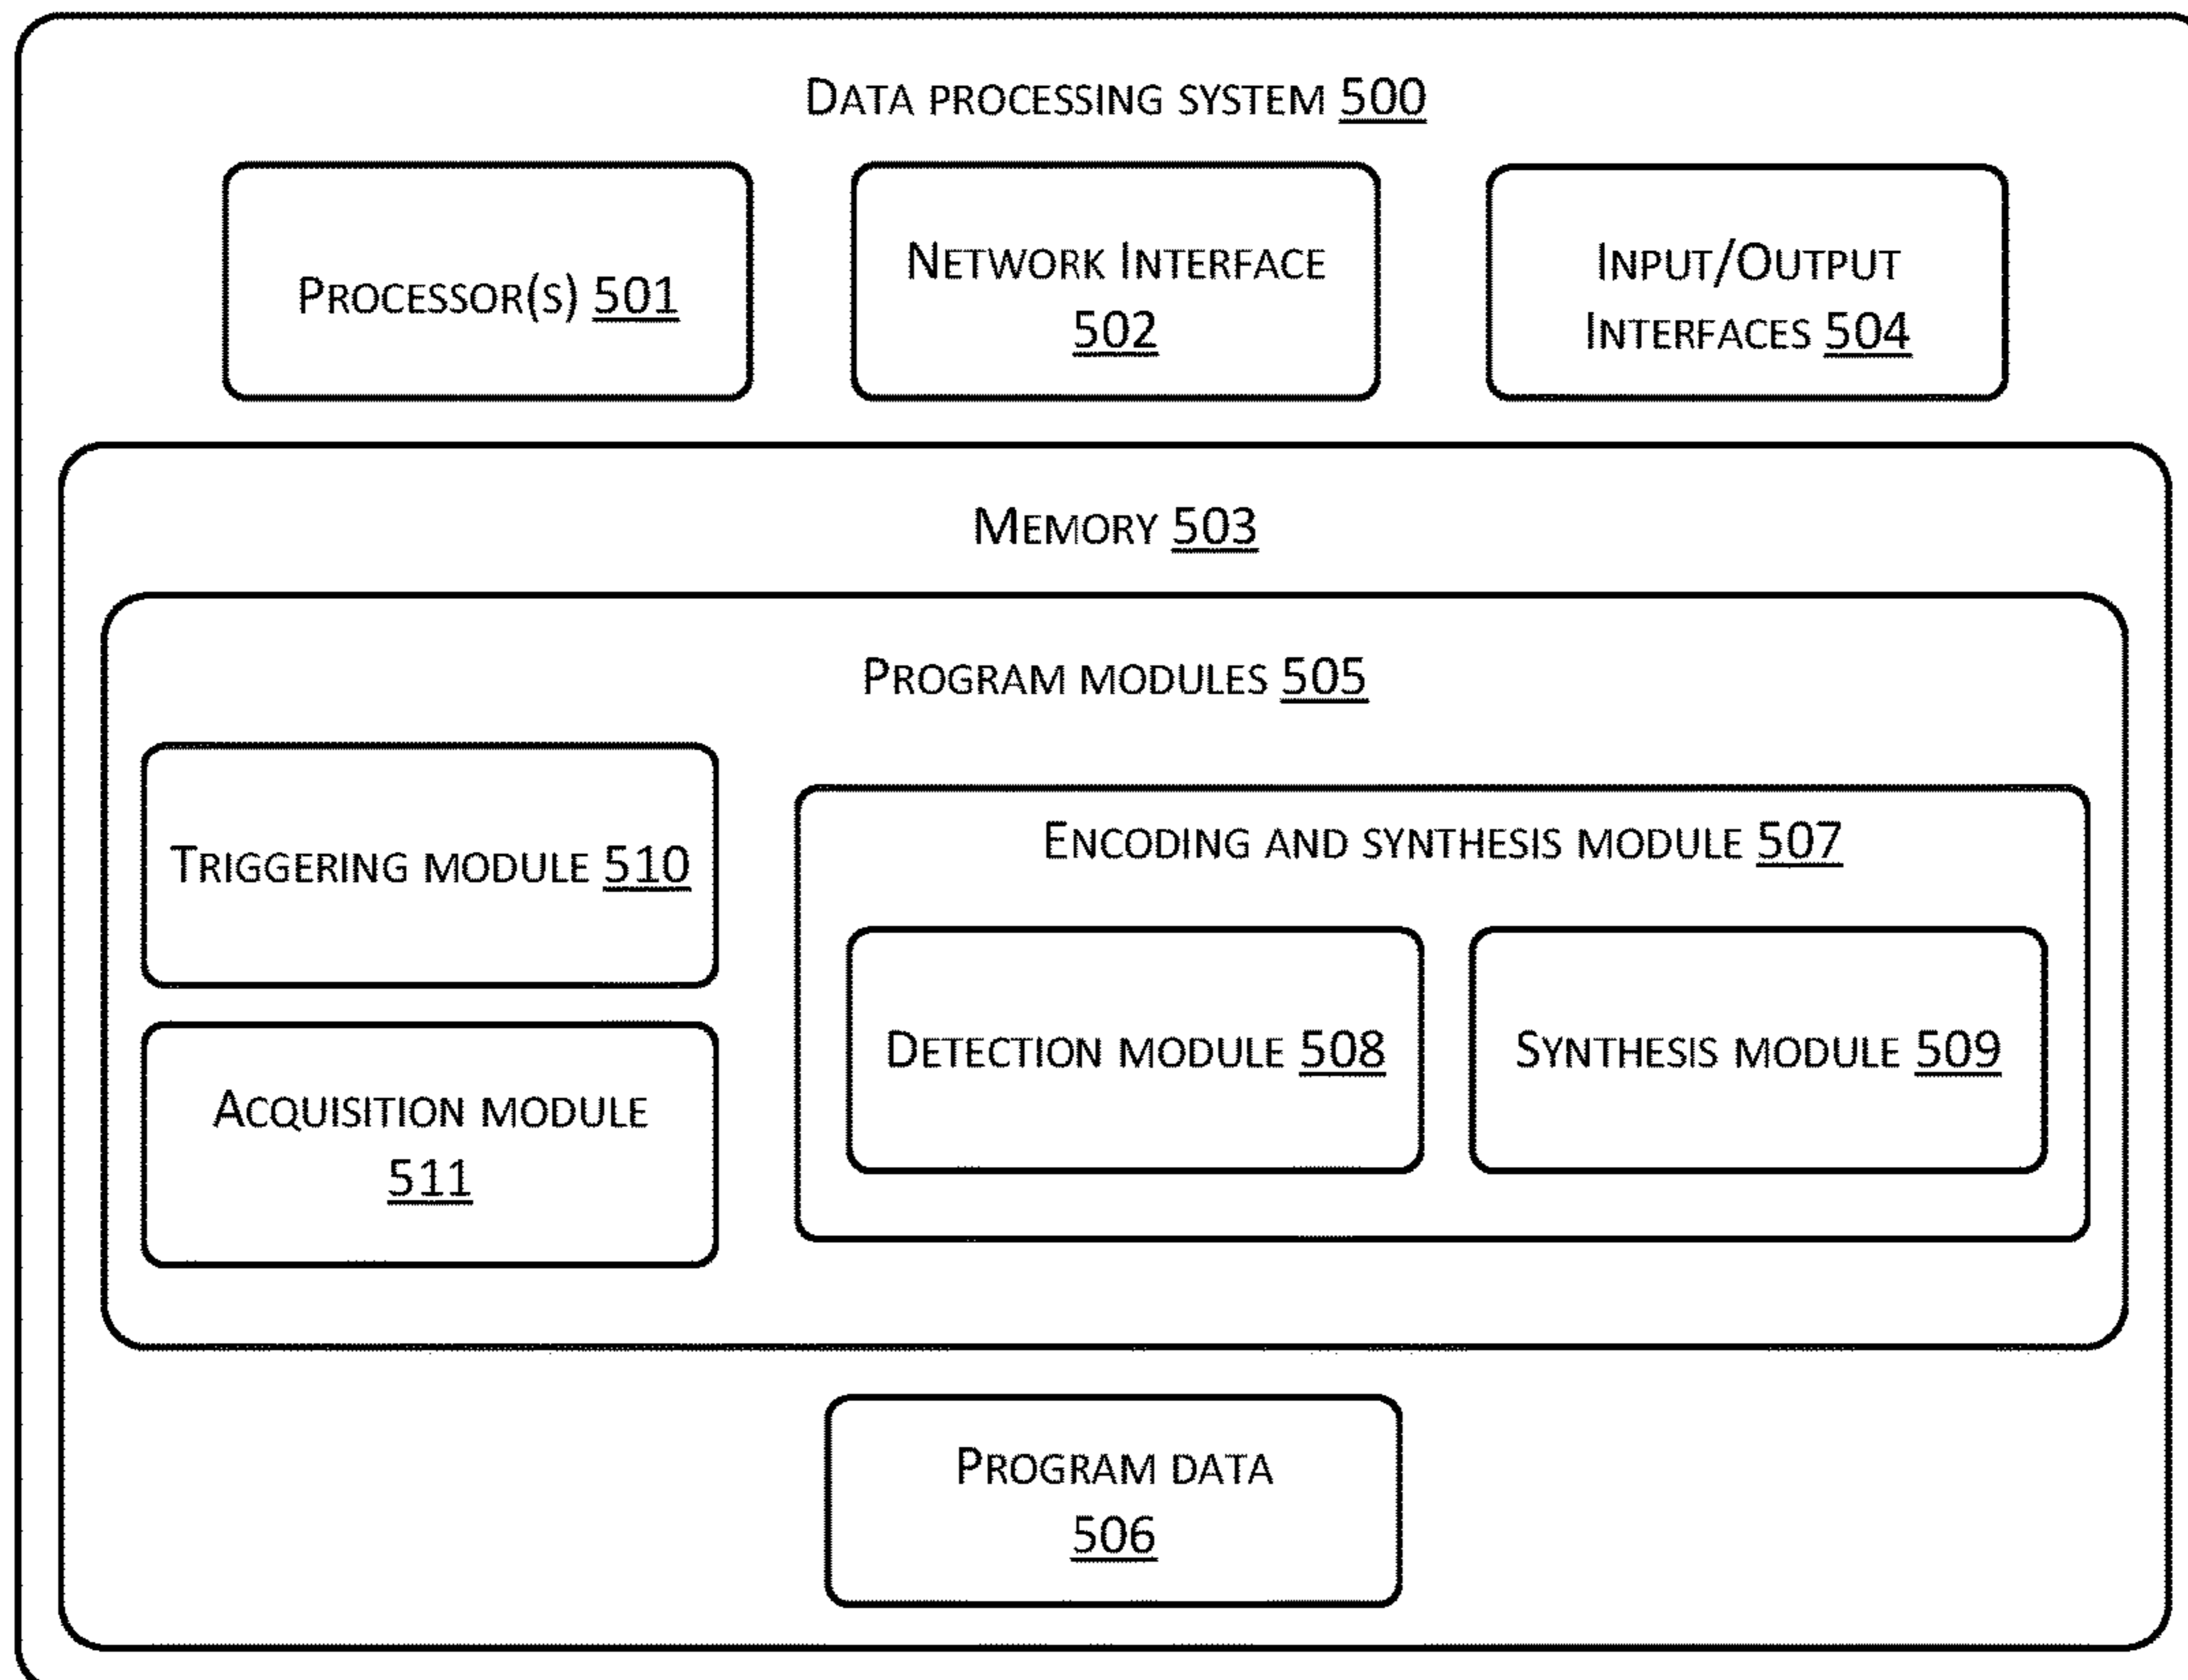 DATA PROCESSING SYSTEM 500
PROCESSOR(S) 501
NETWORK INTERFACE
502
INPUT/OUTPUT
INTERFACES 504
MEMORY 503
PROGRAM MODULES 505
TRIGGERING MODULE 510
ACQUISITION MODULE
511
ENCODING AND SYNTHESIS MODULE 507
DETECTION MODULE 508
SYNTHESIS MODULE 509
PROGRAM DATA
506